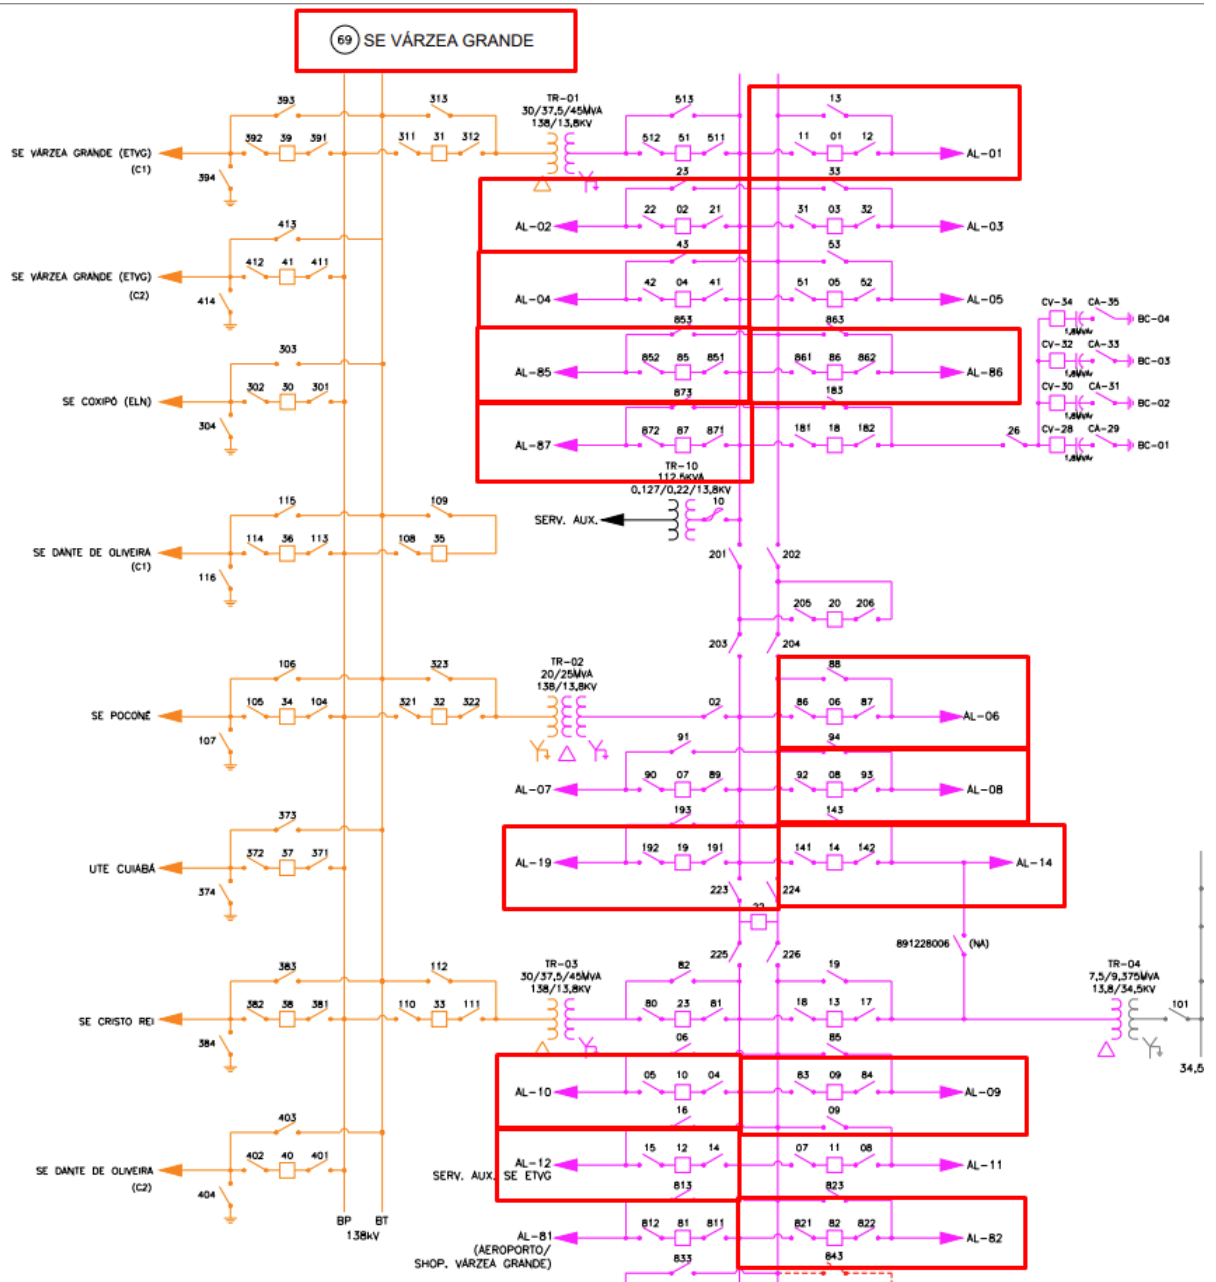 69 SE VÁRZEA GRANDE
393
313
TR-01
30/37,5/45MVA
138/13,8KV
513
13
392 39 391
311 31 312
512 51 511
11 01 12
SE VÁRZEA GRANDE (ETVG)
(C1)
AL-01
394
23
33
413
AL-02
22 02 21
31 03 32
AL-03
43
53
SE VÁRZEA GRANDE (ETVG)
(C2)
412 41 411
414
AL-04
42 04 41
51 05 52
AL-05
853
863
CV-34 CA-35
1,8MVAr
BC-04
303
CV-32 CA-33
1,8MVAr
BC-03
AL-85
852 85 851
861 86 862
AL-86
SE COXIPÓ (ELN)
302 30 301
304
873
183
CV-30 CA-31
1,8MVAr
BC-02
AL-87
872 87 871
181 18 182
26
CV-28 CA-29
1,8MVAr
BC-01
TR-10
112,5KVA
0,127/0,22/13,8KV
SERV. AUX.
10
115
109
SE DANTE DE OLIVEIRA
(C1)
114 36 113
108 35
116
201
202
205 20 206
203
204
106
323
TR-02
20/25MVA
138/13,8KV
88
SE POCONÉ
105 34 104
321 32 322
02
86 06 87
AL-06
107
91
94
AL-07
90 07 89
92 08 93
AL-08
193
143
373
UTE CUIABÁ
372 37 371
374
AL-19
192 19 191
141 14 142
AL-14
223
224
22
891228006 (NA)
225
226
383
112
TR-03
30/37,5/45MVA
138/13,8KV
82
19
TR-04
7,5/9,375MVA
13,8/34,5KV
SE CRISTO REI
382 38 381
110 33 111
80 23 81
18 13 17
101
384
06
85
34,5
AL-10
05 10 04
83 09 84
AL-09
16
09
403
SE DANTE DE OLIVEIRA
(C2)
402 40 401
404
AL-12
SERV. AUX. SE ETVG
15 12 14
07 11 08
AL-11
813
823
BP BT
138kV
AL-81
(AEROPORTO/
SHOP. VÁRZEA GRANDE)
812 81 811
821 82 822
AL-82
833
843